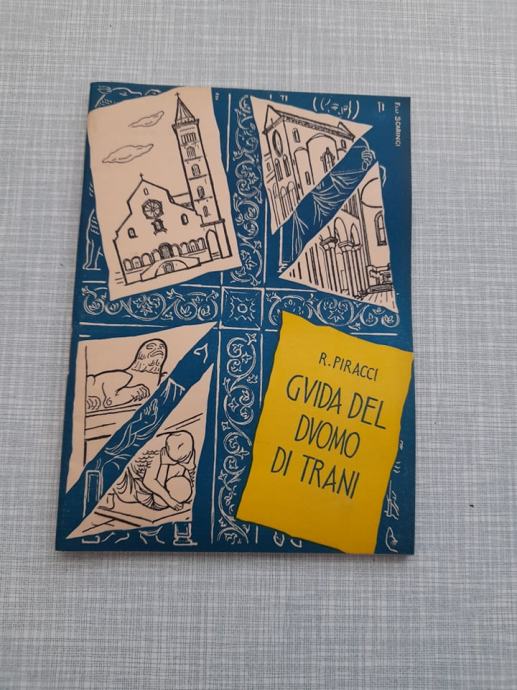 R. PIRACCI
GVIDA DEL
DVOMO
DI TRANI